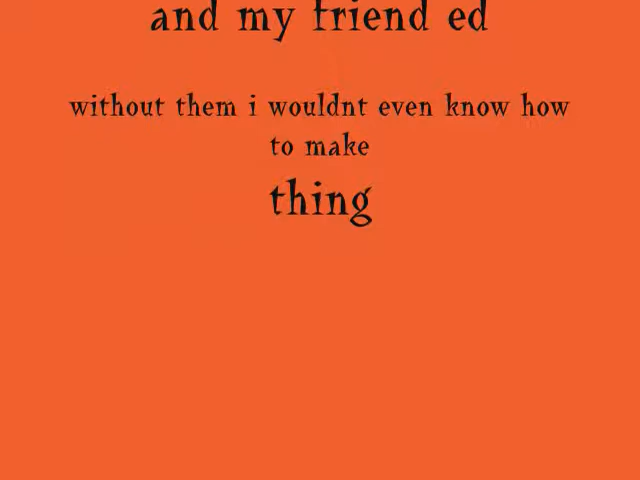 and my friend ed
without them i wouldnt even know how
to make
thing